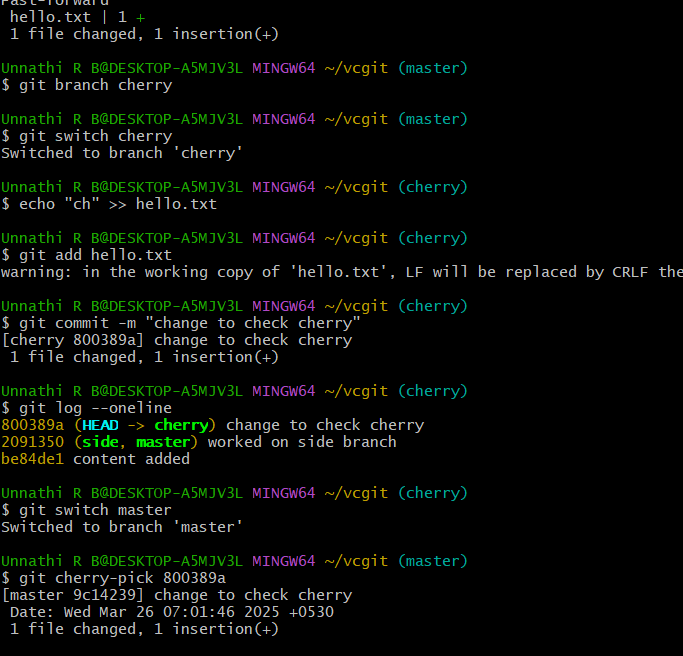 Fast-forward
 hello.txt | 1 +
 1 file changed, 1 insertion(+)
Unnathi R B@DESKTOP-A5MJV3L MINGW64 ~/vcgit (master)
$ git branch cherry
Unnathi R B@DESKTOP-A5MJV3L MINGW64 ~/vcgit (master)
$ git switch cherry
Switched to branch 'cherry'
Unnathi R B@DESKTOP-A5MJV3L MINGW64 ~/vcgit (cherry)
$ echo "ch" >> hello.txt
Unnathi R B@DESKTOP-A5MJV3L MINGW64 ~/vcgit (cherry)
$ git add hello.txt
warning: in the working copy of 'hello.txt', LF will be replaced by CRLF the
Unnathi R B@DESKTOP-A5MJV3L MINGW64 ~/vcgit (cherry)
$ git commit -m "change to check cherry"
[cherry 800389a] change to check cherry
 1 file changed, 1 insertion(+)
Unnathi R B@DESKTOP-A5MJV3L MINGW64 ~/vcgit (cherry)
$ git log --oneline
800389a (HEAD -> cherry) change to check cherry
2091350 (side, master) worked on side branch
be84de1 content added
Unnathi R B@DESKTOP-A5MJV3L MINGW64 ~/vcgit (cherry)
$ git switch master
Switched to branch 'master'
Unnathi R B@DESKTOP-A5MJV3L MINGW64 ~/vcgit (master)
$ git cherry-pick 800389a
[master 9c14239] change to check cherry
 Date: Wed Mar 26 07:01:46 2025 +0530
 1 file changed, 1 insertion(+)